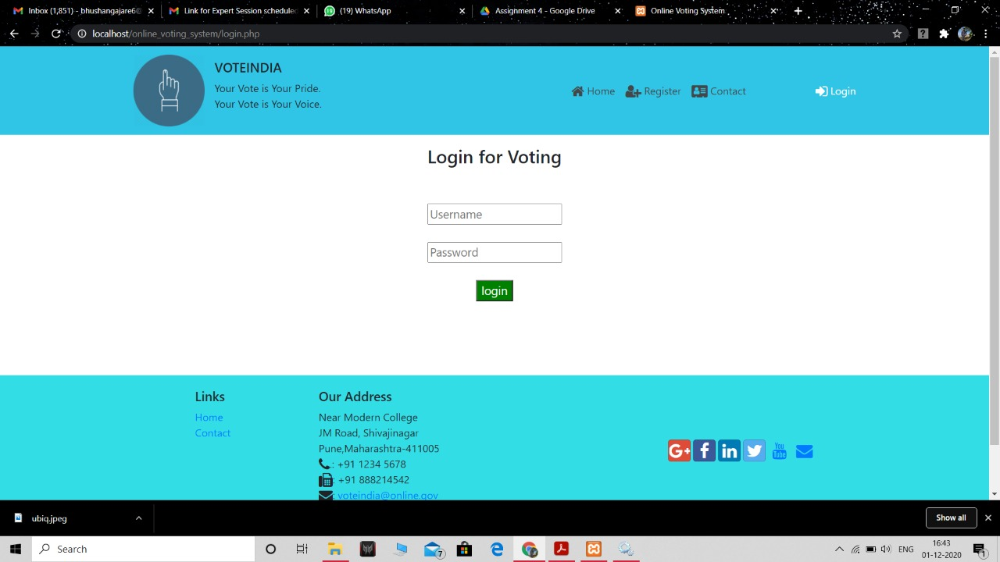 Inbox (1,851) - bhushangajare6@
Link for Expert Session scheduled
(19) WhatsApp
Assignment 4 - Google Drive
Online Voting System
localhost/online_voting_system/login.php
VOTEINDIA
Your Vote is Your Pride.
Your Vote is Your Voice.
Home
Register
Contact
Login
Login for Voting
Username
Password
login
Links
Home
Contact
Our Address
Near Modern College
JM Road, Shivajinagar
Pune,Maharashtra-411005
: +91 1234 5678
: +91 888214542
: voteindia@online.gov
G+ f in You Tube
ubiq.jpeg
Show all
Search
7
ENG
16:43
01-12-2020
1